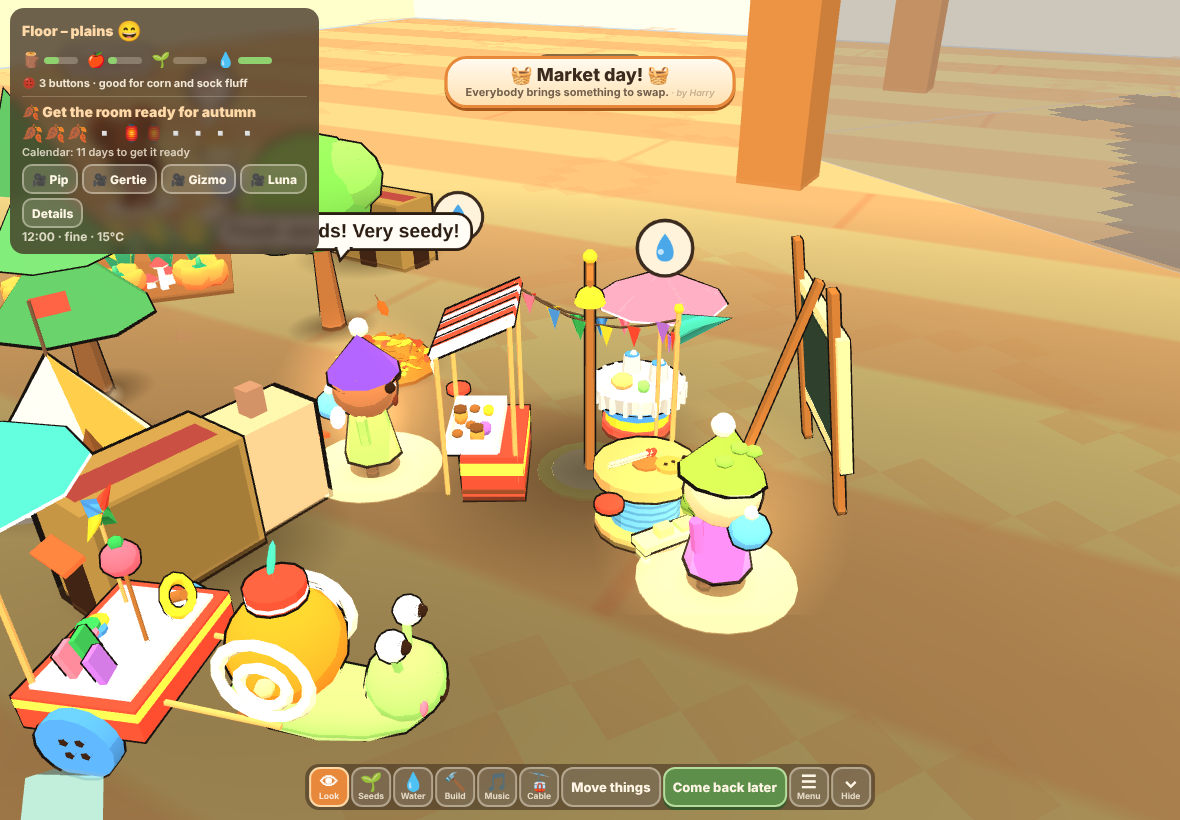 Floor – plains
3 buttons · good for corn and sock fluff
Get the room ready for autumn
Calendar: 11 days to get it ready
Pip
Gertie
Gizmo
Luna
Details
12:00 · fine · 15°C
Market day!
Everybody brings something to swap. · by Harry
ds! Very seedy!
Look
Seeds
Water
Build
Music
Cable
Move things
Come back later
Menu
Hide